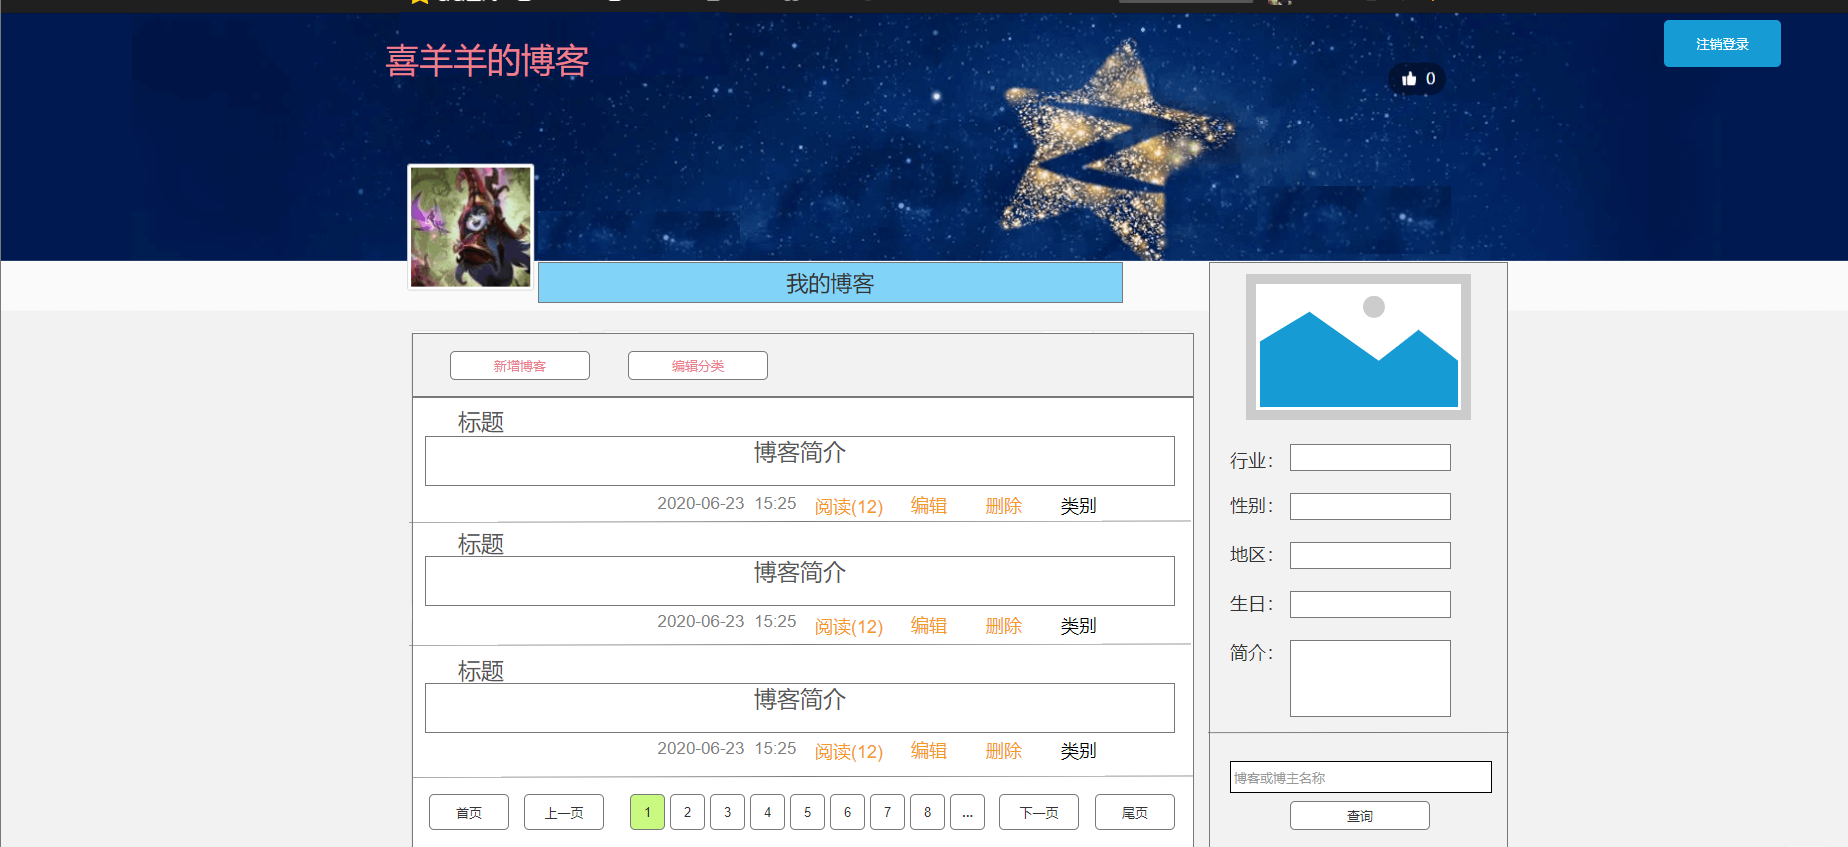 注销登录
喜羊羊的博客
0
我的博客
新增博客 编辑分类
标题
博客简介
2020-06-23 15:25 阅读(12) 编辑 删除 类别
标题
博客简介
2020-06-23 15:25 阅读(12) 编辑 删除 类别
标题
博客简介
2020-06-23 15:25 阅读(12) 编辑 删除 类别
首页 上一页 1 2 3 4 5 6 7 8 ... 下一页 尾页
行业：
性别：
地区：
生日：
简介：
博客或博主名称
查询